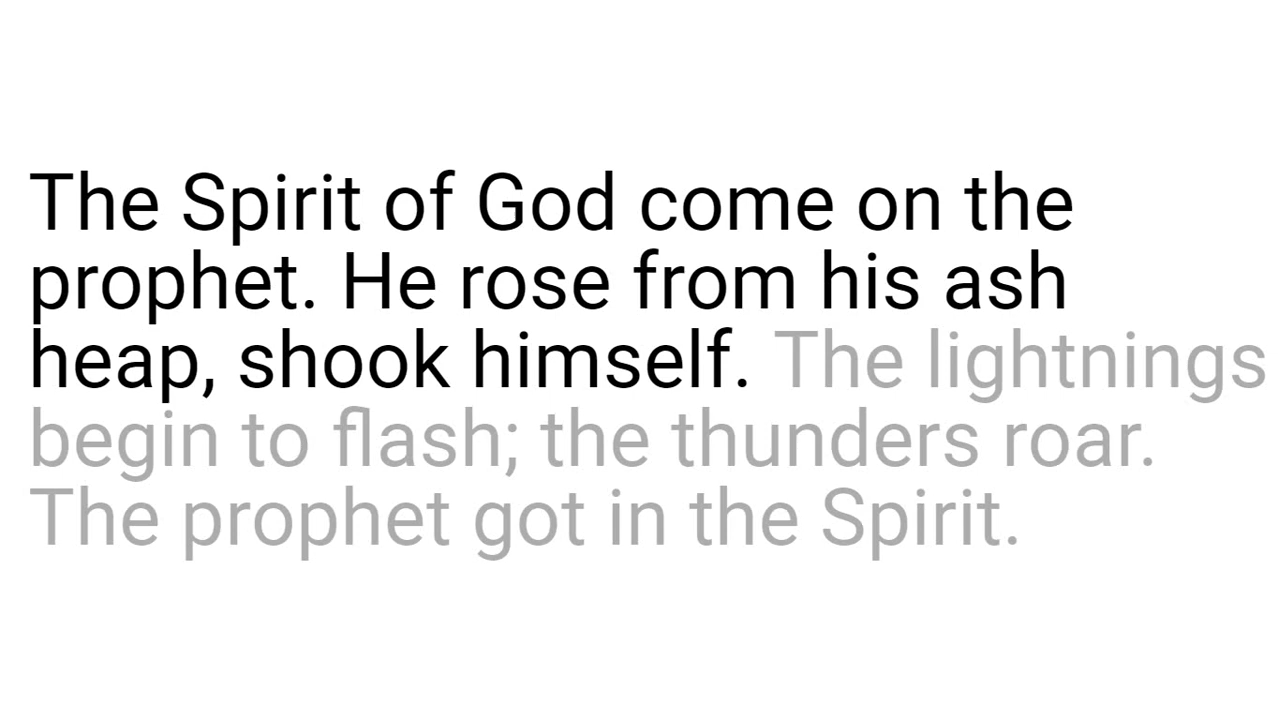 The Spirit of God come on the
prophet. He rose from his ash
heap, shook himself. The lightnings
begin to flash; the thunders roar.
The prophet got in the Spirit.